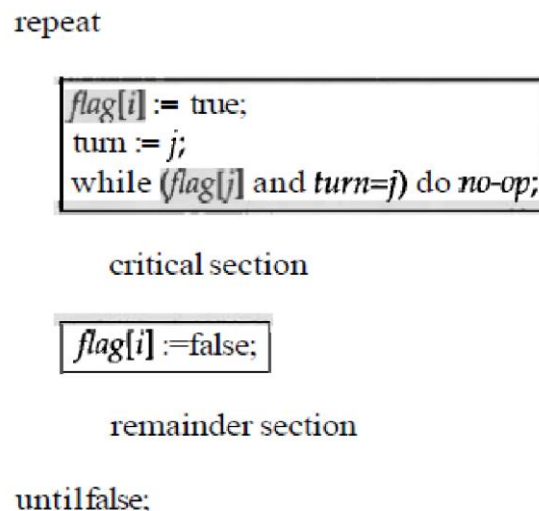 repeat
flag[i] := true;
turn := j;
while (flag[j] and turn=j) do no-op;
critical section
flag[i] :=false;
remainder section
untilfalse;